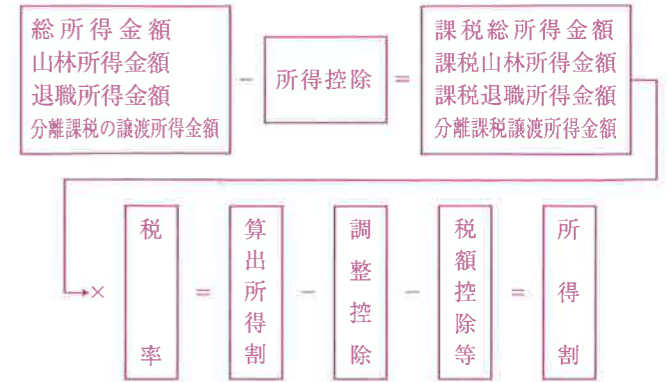 総所得金額
山林所得金額
退職所得金額
分離課税の譲渡所得金額
－
所得控除
＝
課税総所得金額
課税山林所得金額
課税退職所得金額
分離課税譲渡所得金額
×
税率
＝
算出所得割
－
調整控除
－
税額控除等
＝
所得割